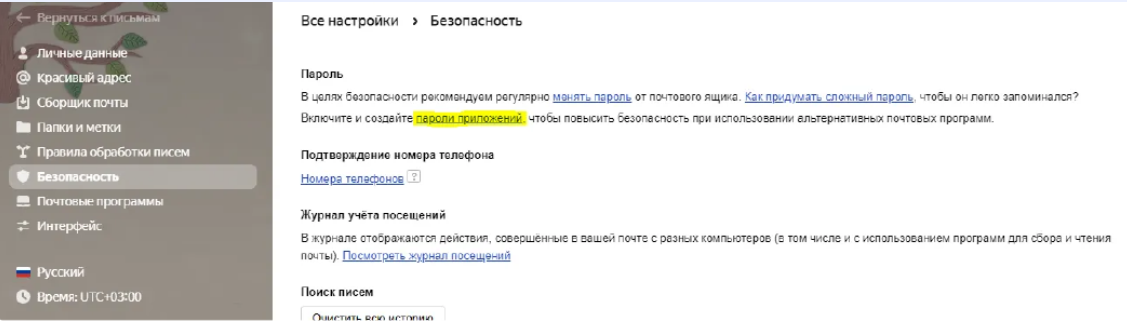 ← Вернуться к письмам
Личные данные
Красивый адрес
Сборщик почты
Папки и метки
Правила обработки писем
Безопасность
Почтовые программы
Интерфейс
Русский
Время: UTC+03:00
Все настройки › Безопасность
Пароль
В целях безопасности рекомендуем регулярно менять пароль от почтового ящика. Как придумать сложный пароль, чтобы он легко запоминался?
Включите и создайте пароли приложений, чтобы повысить безопасность при использовании альтернативных почтовых программ.
Подтверждение номера телефона
Номера телефонов ?
Журнал учёта посещений
В журнале отображаются действия, совершённые в вашей почте с разных компьютеров (в том числе и с использованием программ для сбора и чтения
почты). Посмотреть журнал посещений
Поиск писем
Очистить всю историю